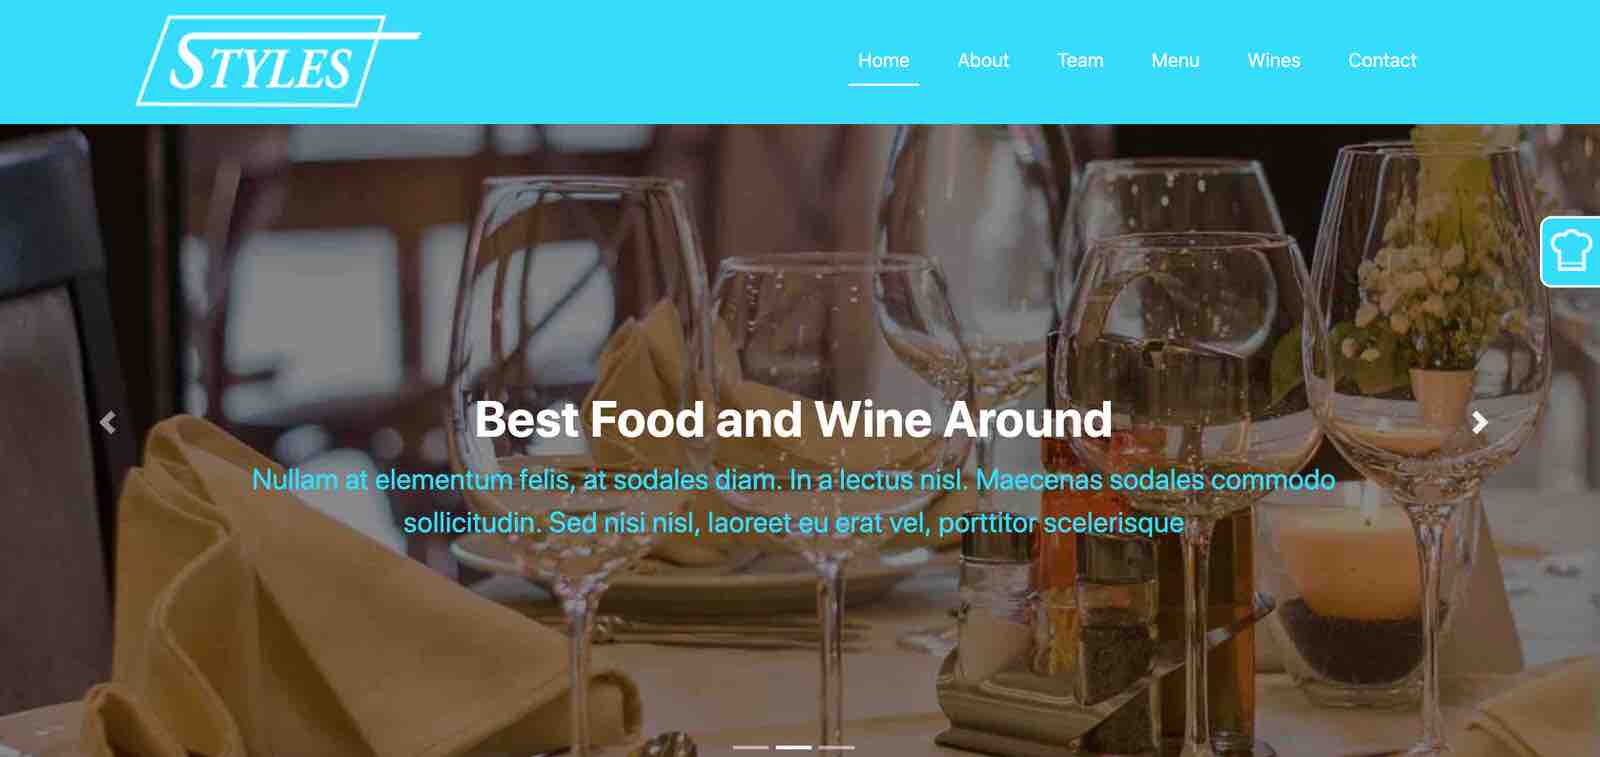 STYLES
Home About Team Menu Wines Contact
Best Food and Wine Around
Nullam at elementum felis, at sodales diam. In a lectus nisl. Maecenas sodales commodo
sollicitudin. Sed nisi nisl, laoreet eu erat vel, porttitor scelerisque